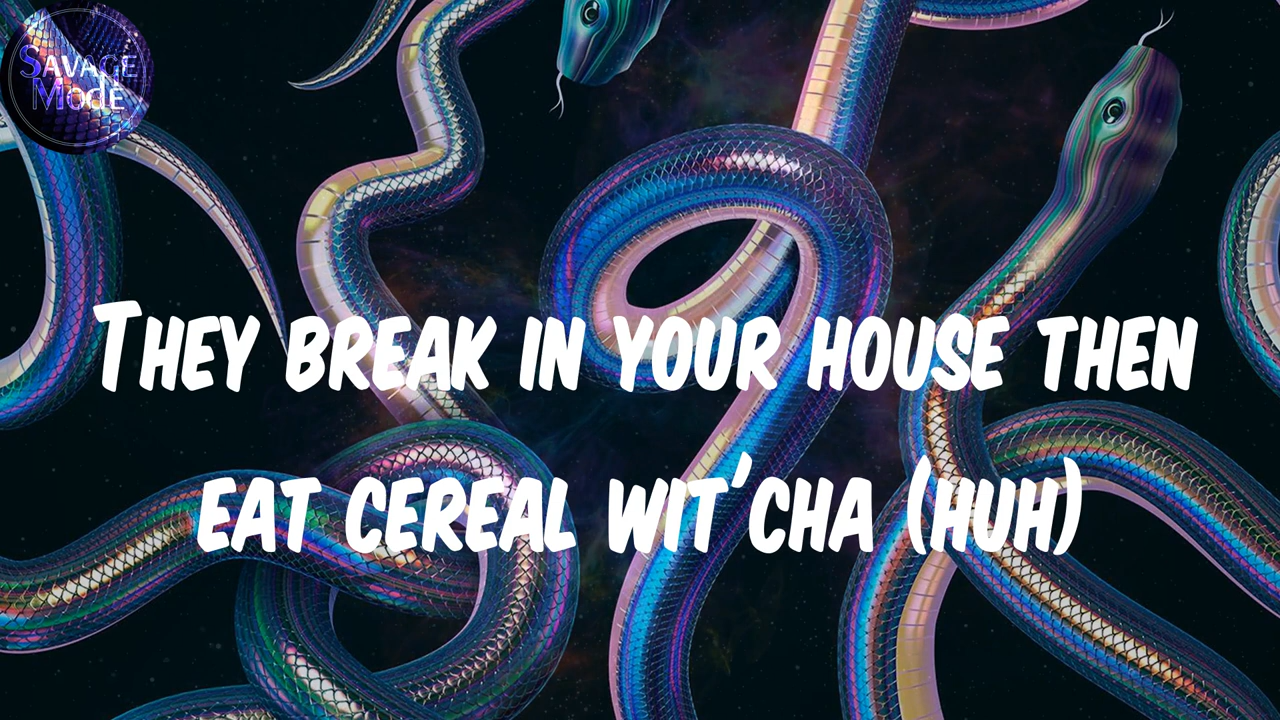 SAVAGE
MODE
THEY BREAK IN YOUR HOUSE THEN
EAT CEREAL WIT'CHA (HUH)